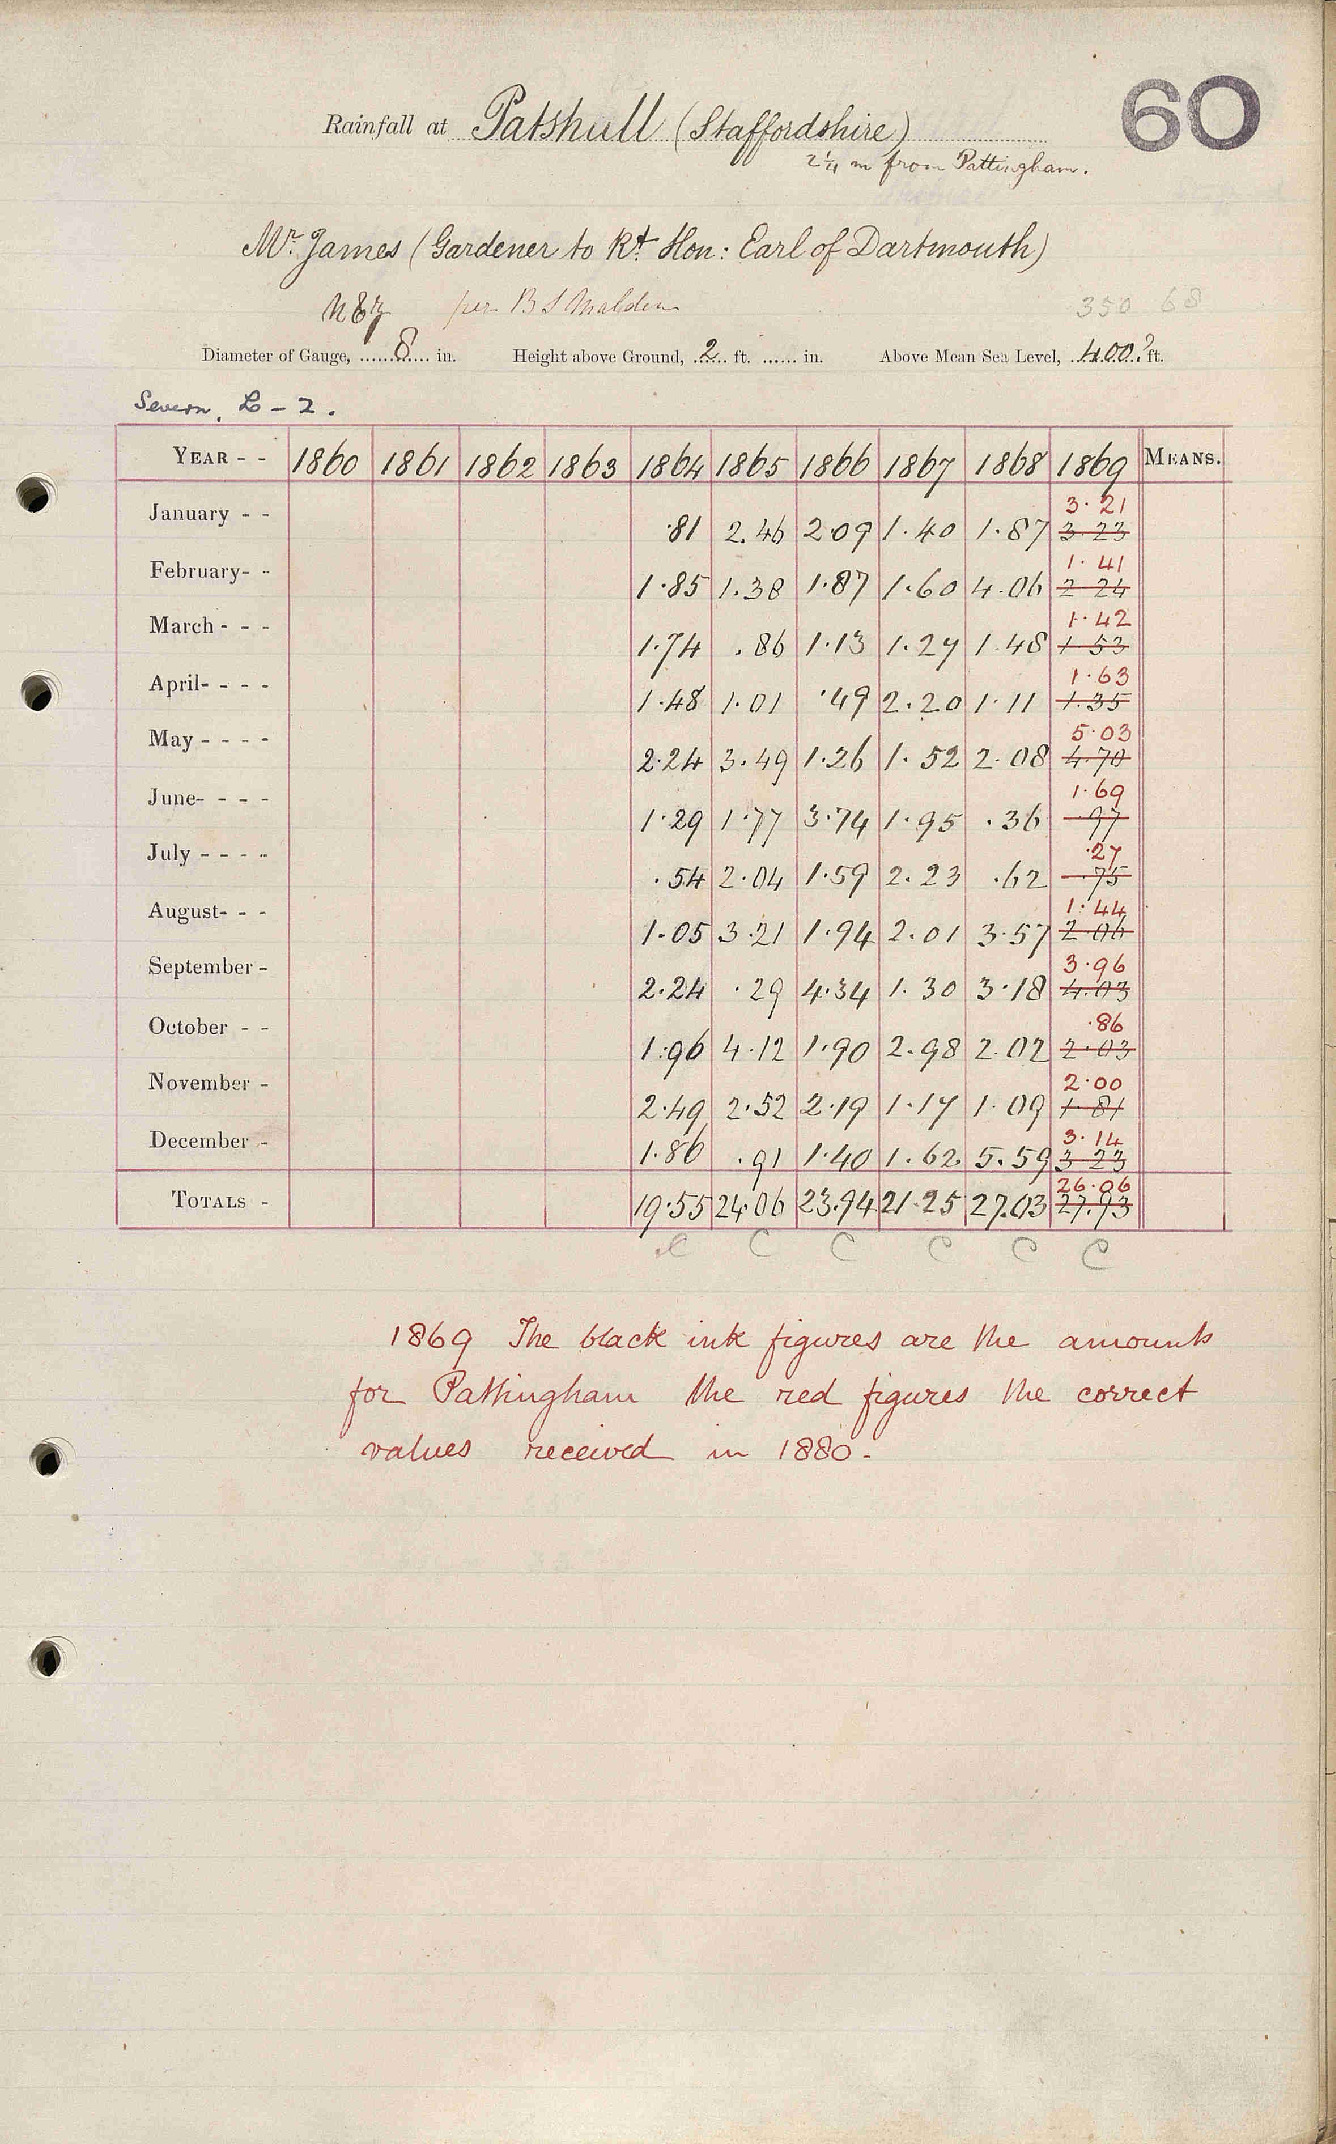 60
Rainfall at Patshull (Staffordshire)
2¼ m from Pattingham.
Mr. James (Gardener to Rt Hon: Earl of Dartmouth)
per B S Malden
350 68
Diameter of Gauge, 8 in. Height above Ground, 2 ft. in. Above Mean Sea Level, 400? ft.
Severn, L - 2.
YEAR - - 1860 1861 1862 1863 1864 1865 1866 1867 1868 1869 MEANS.
3.21
January - - .81 2.46 2.09 1.40 1.87 3 23
1.41
February- - 1.85 1.38 1.87 1.60 4.06 2 24
1.42
March - - - 1.74 .86 1.13 1.27 1.48 1 53
1.63
April- - - - 1.48 1.01 .49 2.20 1.11 1.35
5.03
May - - - - 2.24 3.49 1.26 1.52 2.08 4.70
1.69
June- - - - 1.29 1.77 3.74 1.95 .36 .97
.27
July - - - - .54 2.04 1.59 2.23 .62 .75
1.44
August- - - 1.05 3.21 1.94 2.01 3.57 2.06
3.96
September - 2.24 .29 4.34 1.30 3.18 4.03
.86
October - - 1.96 4.12 1.90 2.98 2.02 2.03
2.00
November - 2.49 2.52 2.19 1.17 1.09 1 81
3.14
December - 1.86 .91 1.40 1.62 5.59 3 23
26.06
TOTALS - 19.55 24.06 23.94 21.25 27.03 27.93
C C C C C C
1869 The black ink figures are the amounts
for Pattingham the red figures the correct
values received in 1880.